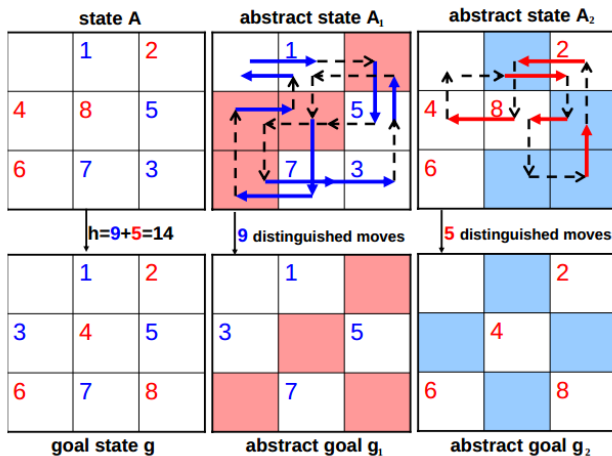 state A
1 2
4 8 5
6 7 3
h=9+5=14
1 2
3 4 5
6 7 8
goal state g
abstract state A₁
1
5
7 3
9 distinguished moves
1
3 5
7
abstract goal g₁
abstract state A₂
2
4 8
6
5 distinguished moves
2
4
6 8
abstract goal g₂